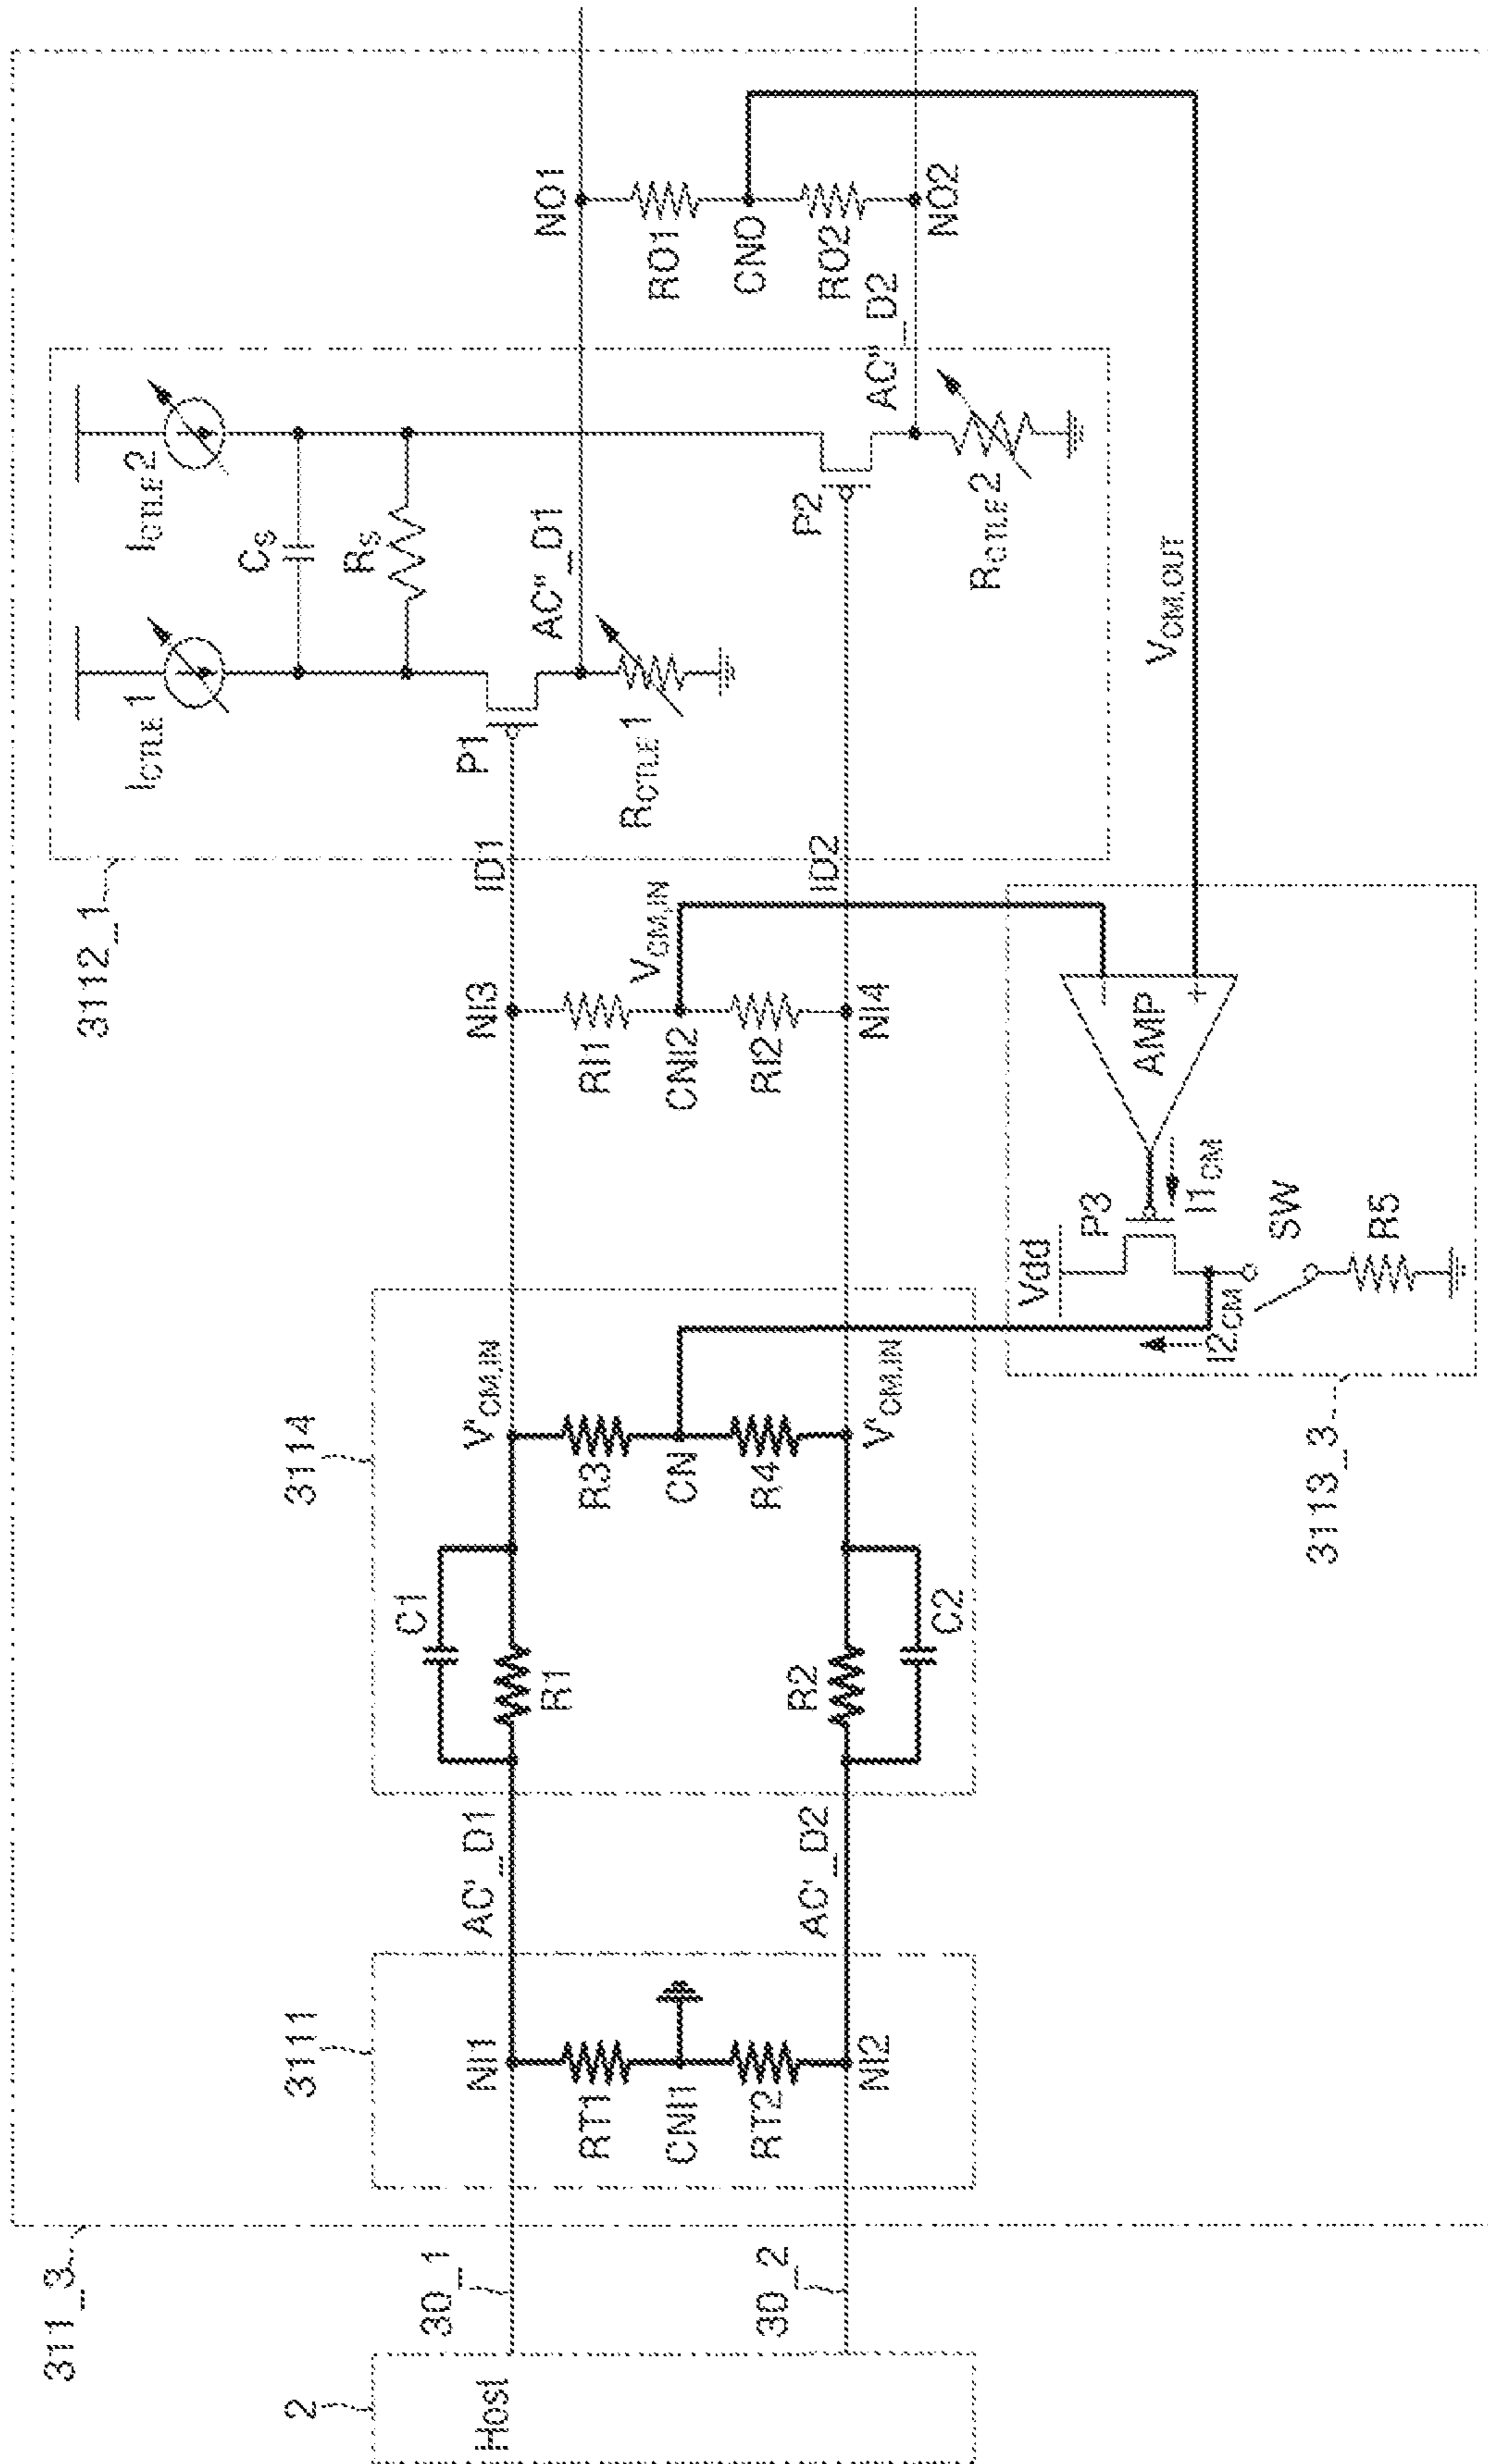 311_3
2
Host
30_1
30_2
3111
NI1
RT1
CNI1
RT2
NI2
AC'_D1
AC'_D2
3114
C1
R1
R2
C2
V'CM,IN
R3
CN
R4
V'CM,IN
NI3
RI1
CNI2
RI2
NI4
VCM,IN
ID1
ID2
3112_1
ICTLE1
ICTLE2
CS
RS
P1
AC"_D1
RCTLE1
P2
AC"_D2
RCTLE2
NO1
RO1
CNO
RO2
NO2
VCM,OUT
3113_3
Vdd
P3
I1CM
I2CM
SW
R5
AMP
-
+